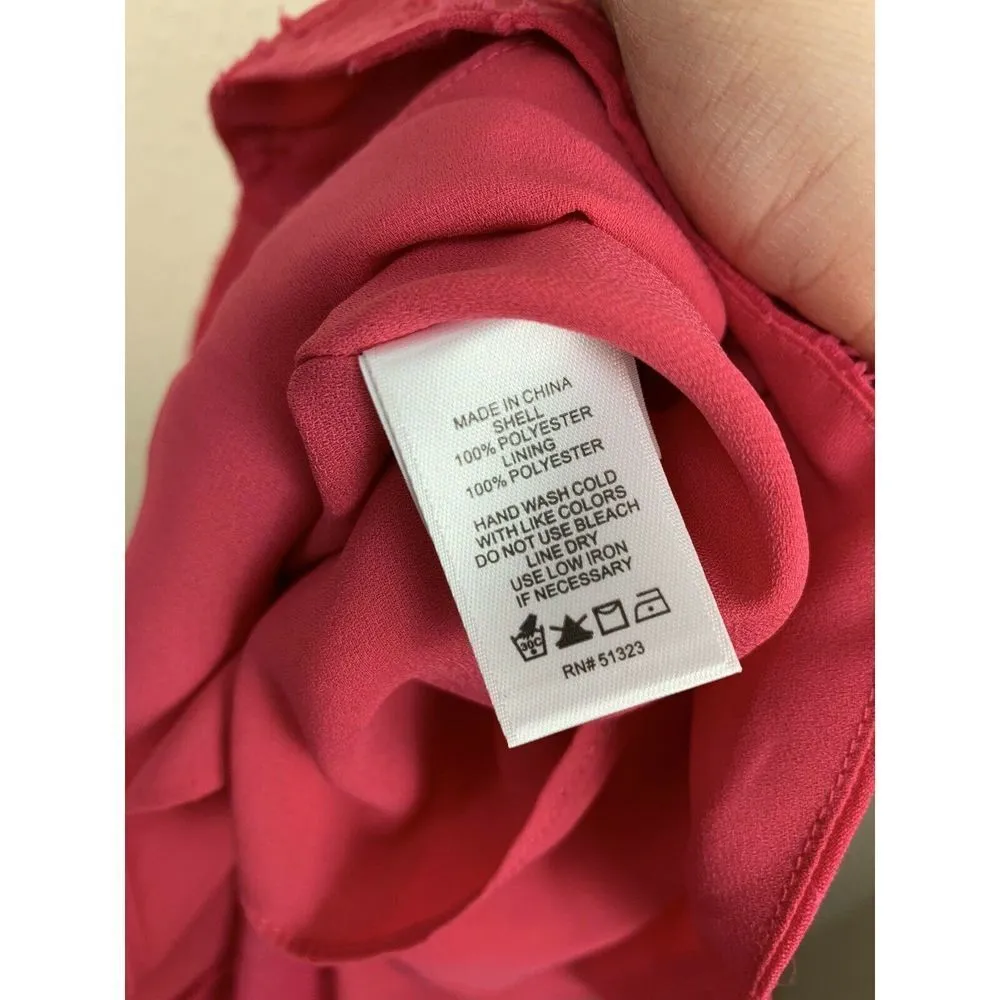 MADE IN CHINA
SHELL
100% POLYESTER
LINING
100% POLYESTER
HAND WASH COLD
WITH LIKE COLORS
DO NOT USE BLEACH
LINE DRY
USE LOW IRON
IF NECESSARY
30C
RN# 51323